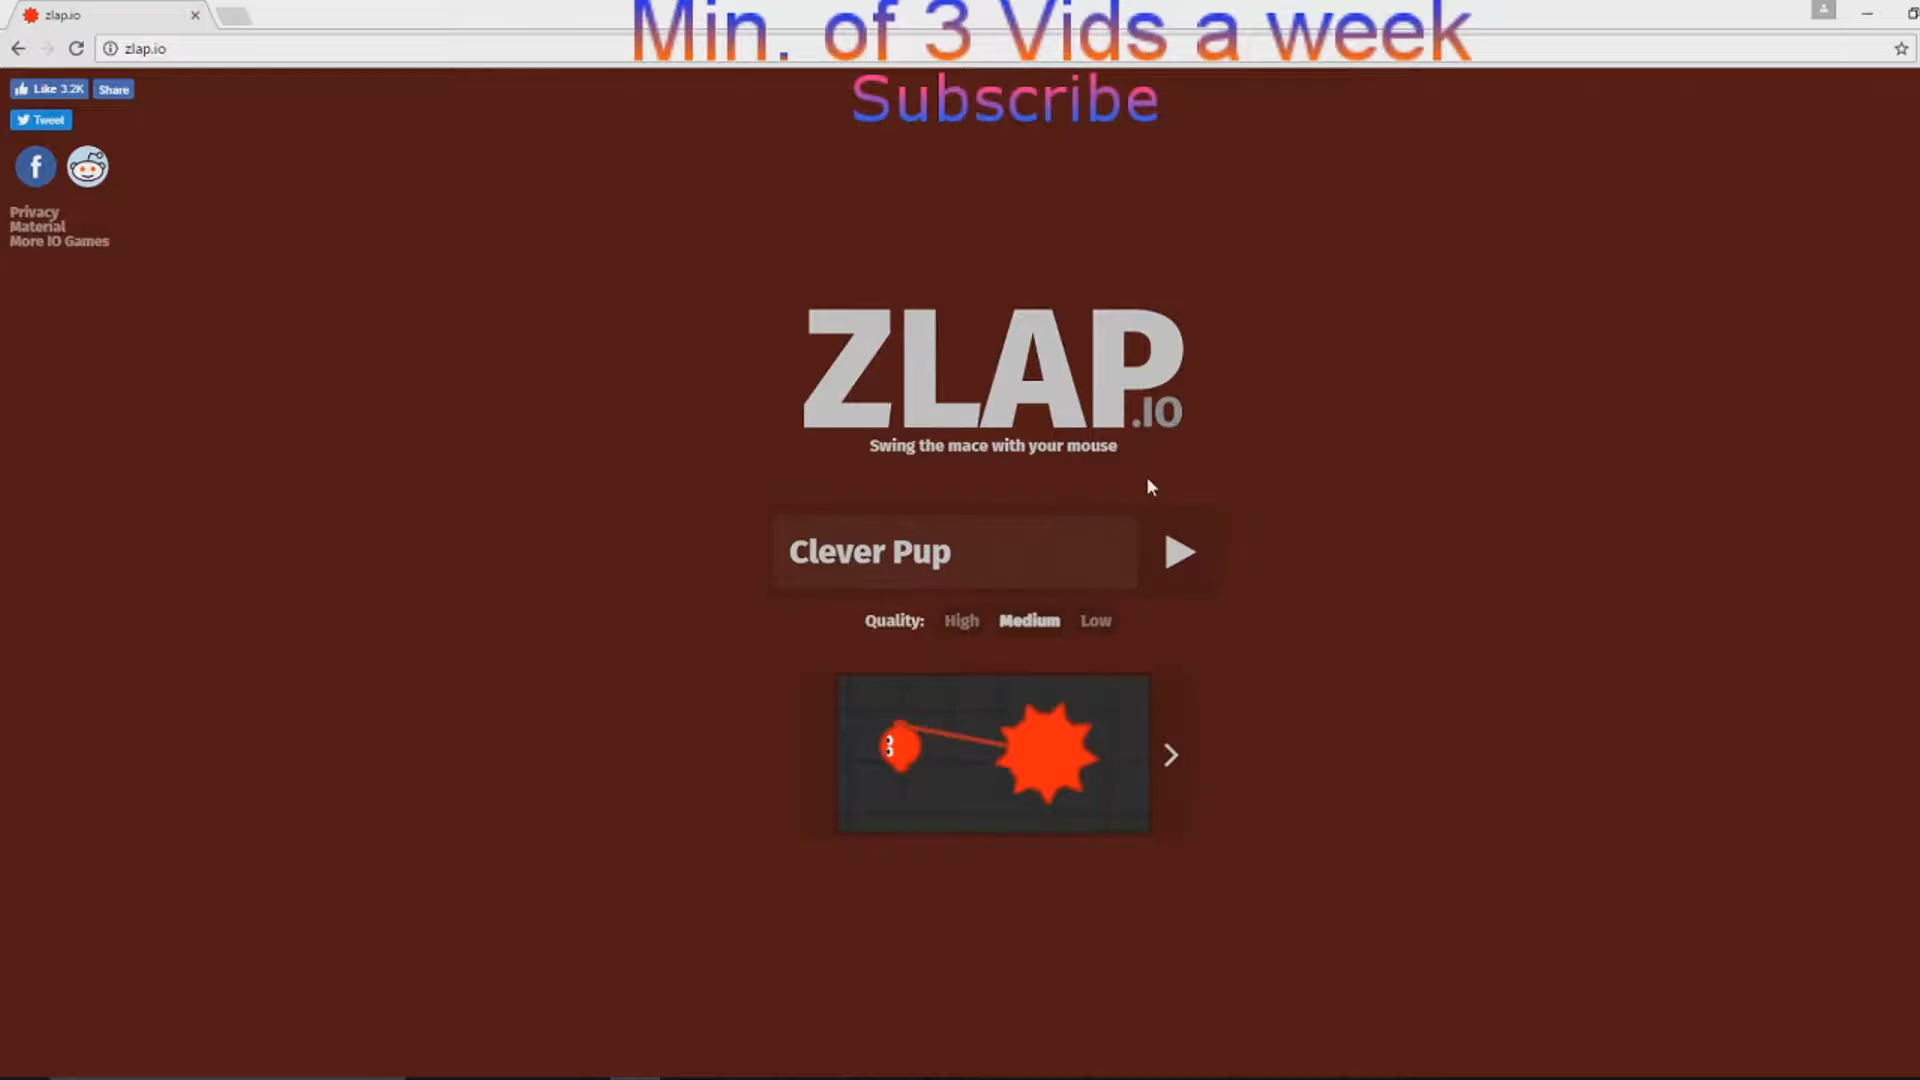 zlap.io
Min. of 3 Vids a week
zlap.io
Subscribe
Like 3.2K
Share
Tweet
Privacy
Material
More IO Games
ZLAP.IO
Swing the mace with your mouse
Clever Pup
Quality: High Medium Low